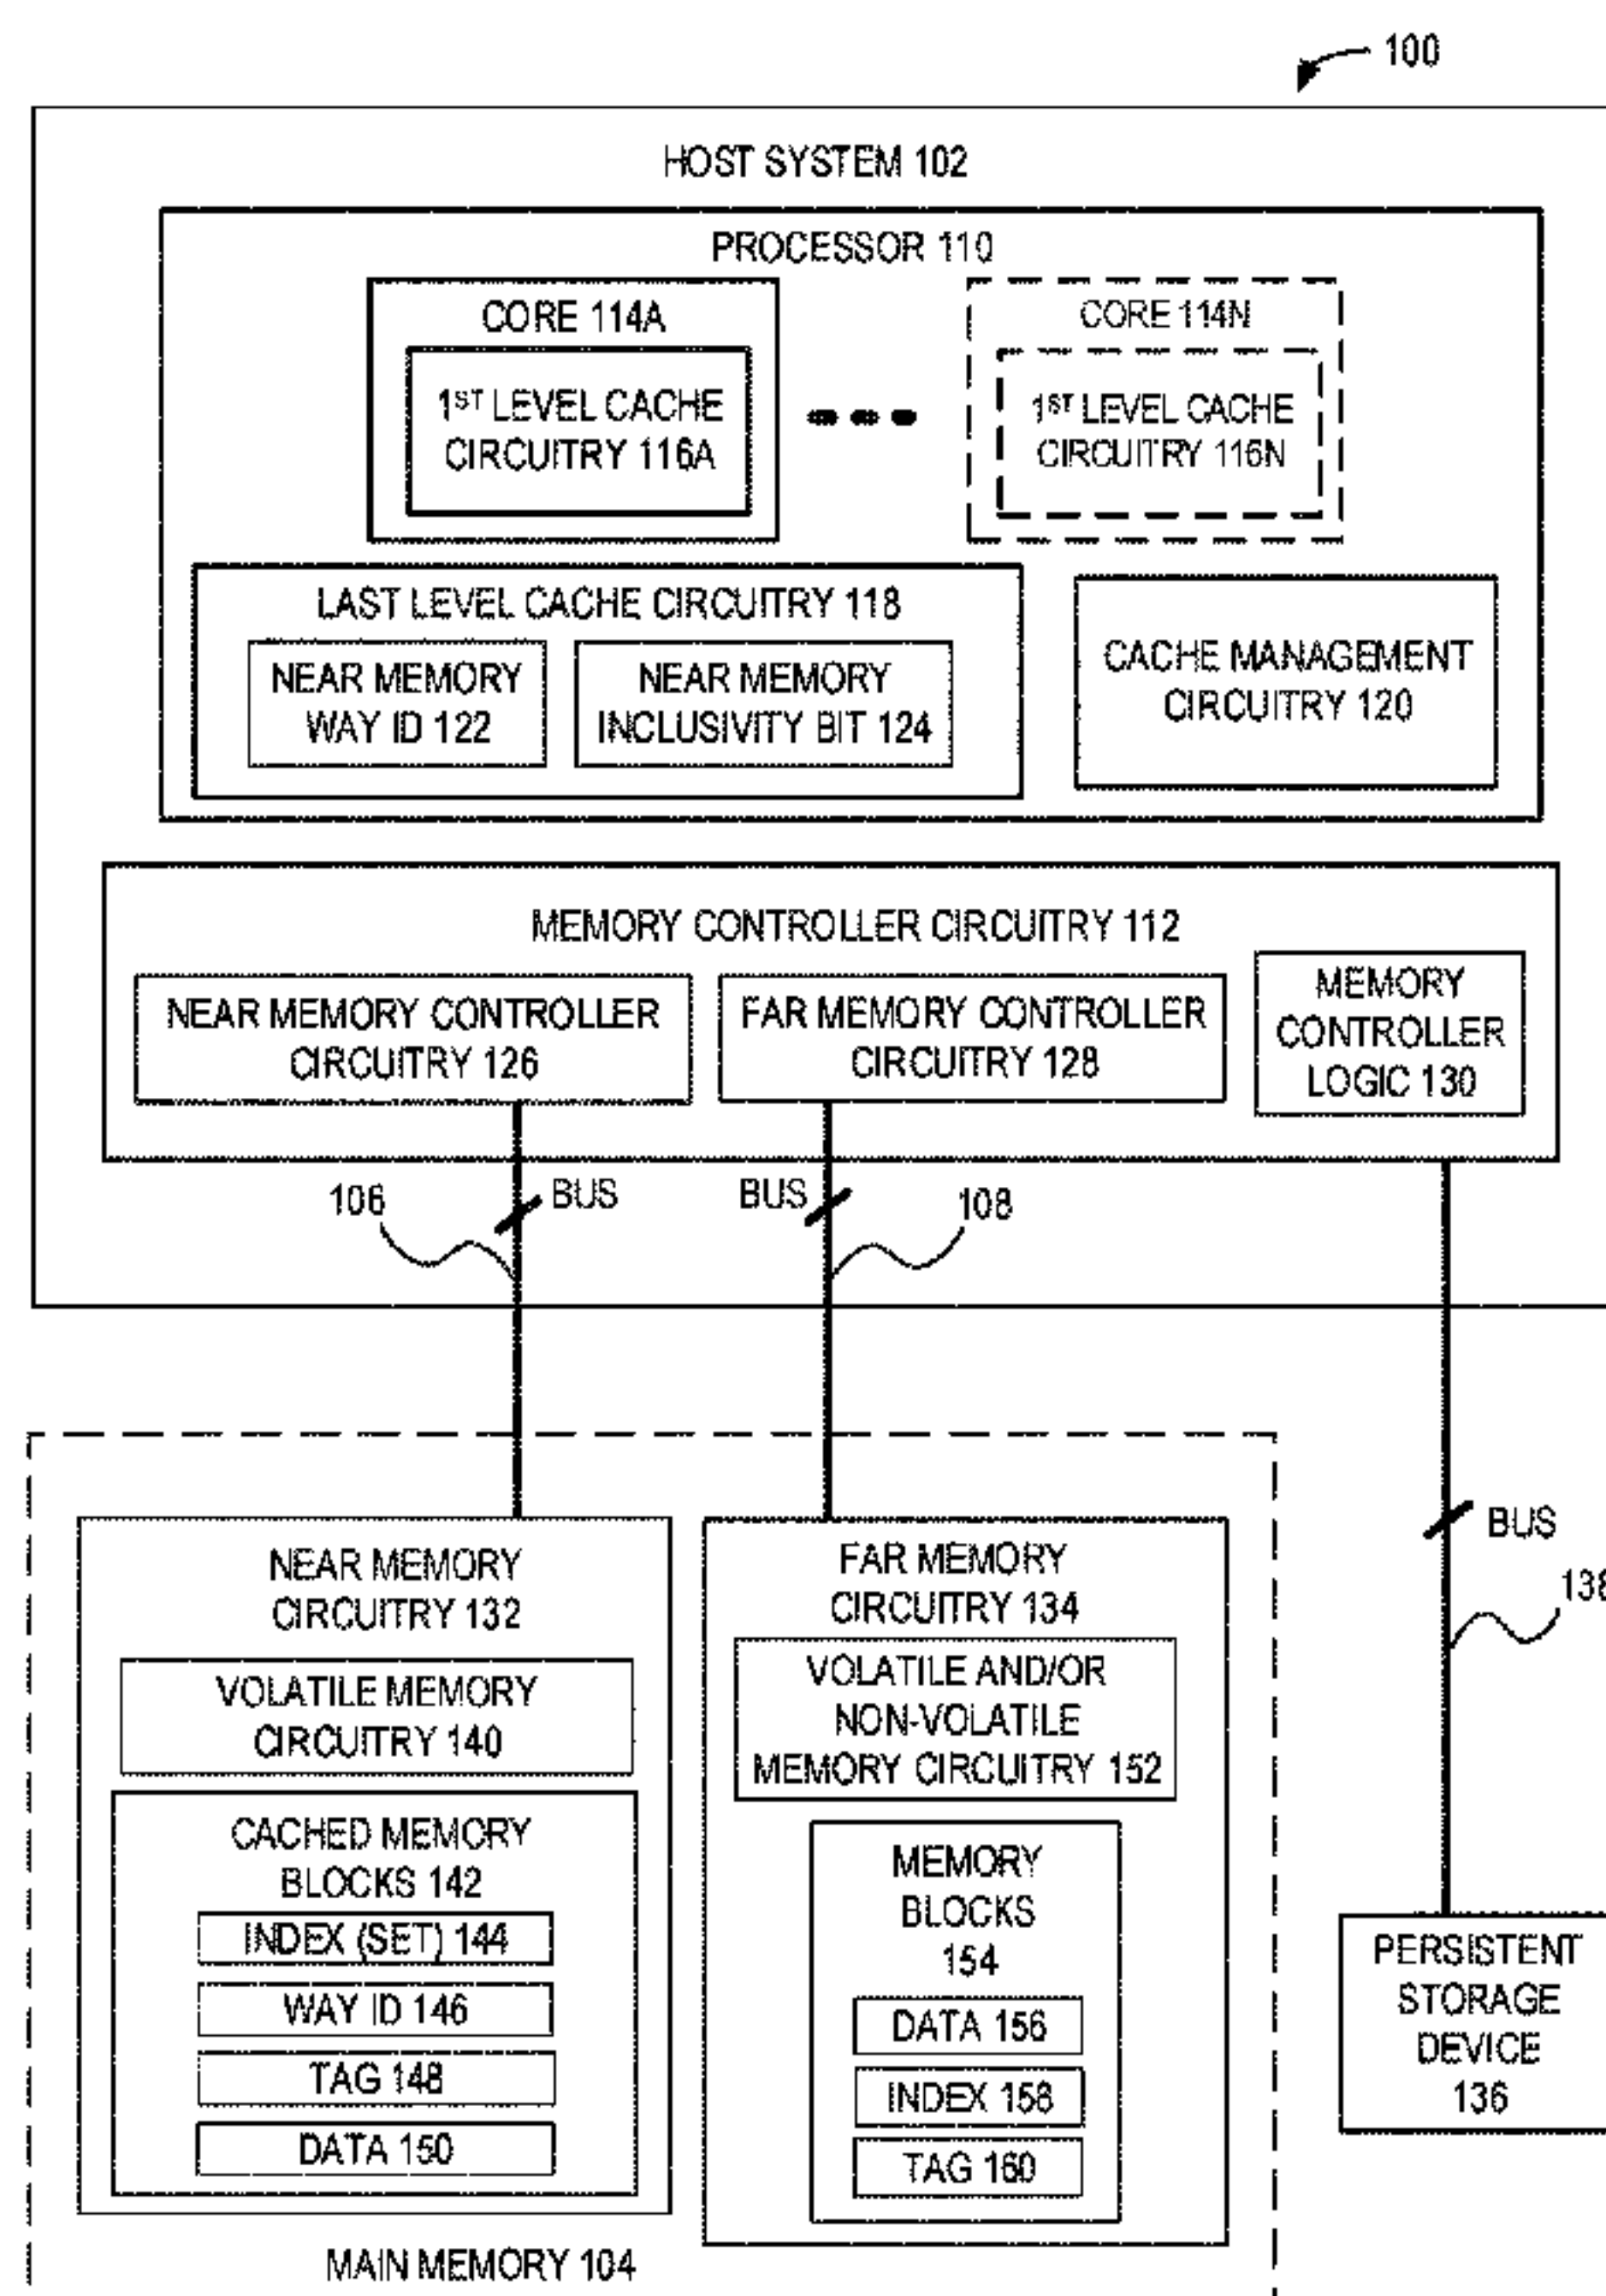 100
HOST SYSTEM 102
PROCESSOR 110
CORE 114A
1ST LEVEL CACHE
CIRCUITRY 116A
CORE 114N
1ST LEVEL CACHE
CIRCUITRY 116N
LAST LEVEL CACHE CIRCUITRY 118
NEAR MEMORY
WAY ID 122
NEAR MEMORY
INCLUSIVITY BIT 124
CACHE MANAGEMENT
CIRCUITRY 120
MEMORY CONTROLLER CIRCUITRY 112
NEAR MEMORY CONTROLLER
CIRCUITRY 126
FAR MEMORY CONTROLLER
CIRCUITRY 128
MEMORY
CONTROLLER
LOGIC 130
106
BUS
BUS
108
BUS
138
NEAR MEMORY
CIRCUITRY 132
VOLATILE MEMORY
CIRCUITRY 140
CACHED MEMORY
BLOCKS 142
INDEX (SET) 144
WAY ID 146
TAG 148
DATA 150
FAR MEMORY
CIRCUITRY 134
VOLATILE AND/OR
NON-VOLATILE
MEMORY CIRCUITRY 152
MEMORY
BLOCKS
154
DATA 156
INDEX 158
TAG 160
PERSISTENT
STORAGE
DEVICE
136
MAIN MEMORY 104